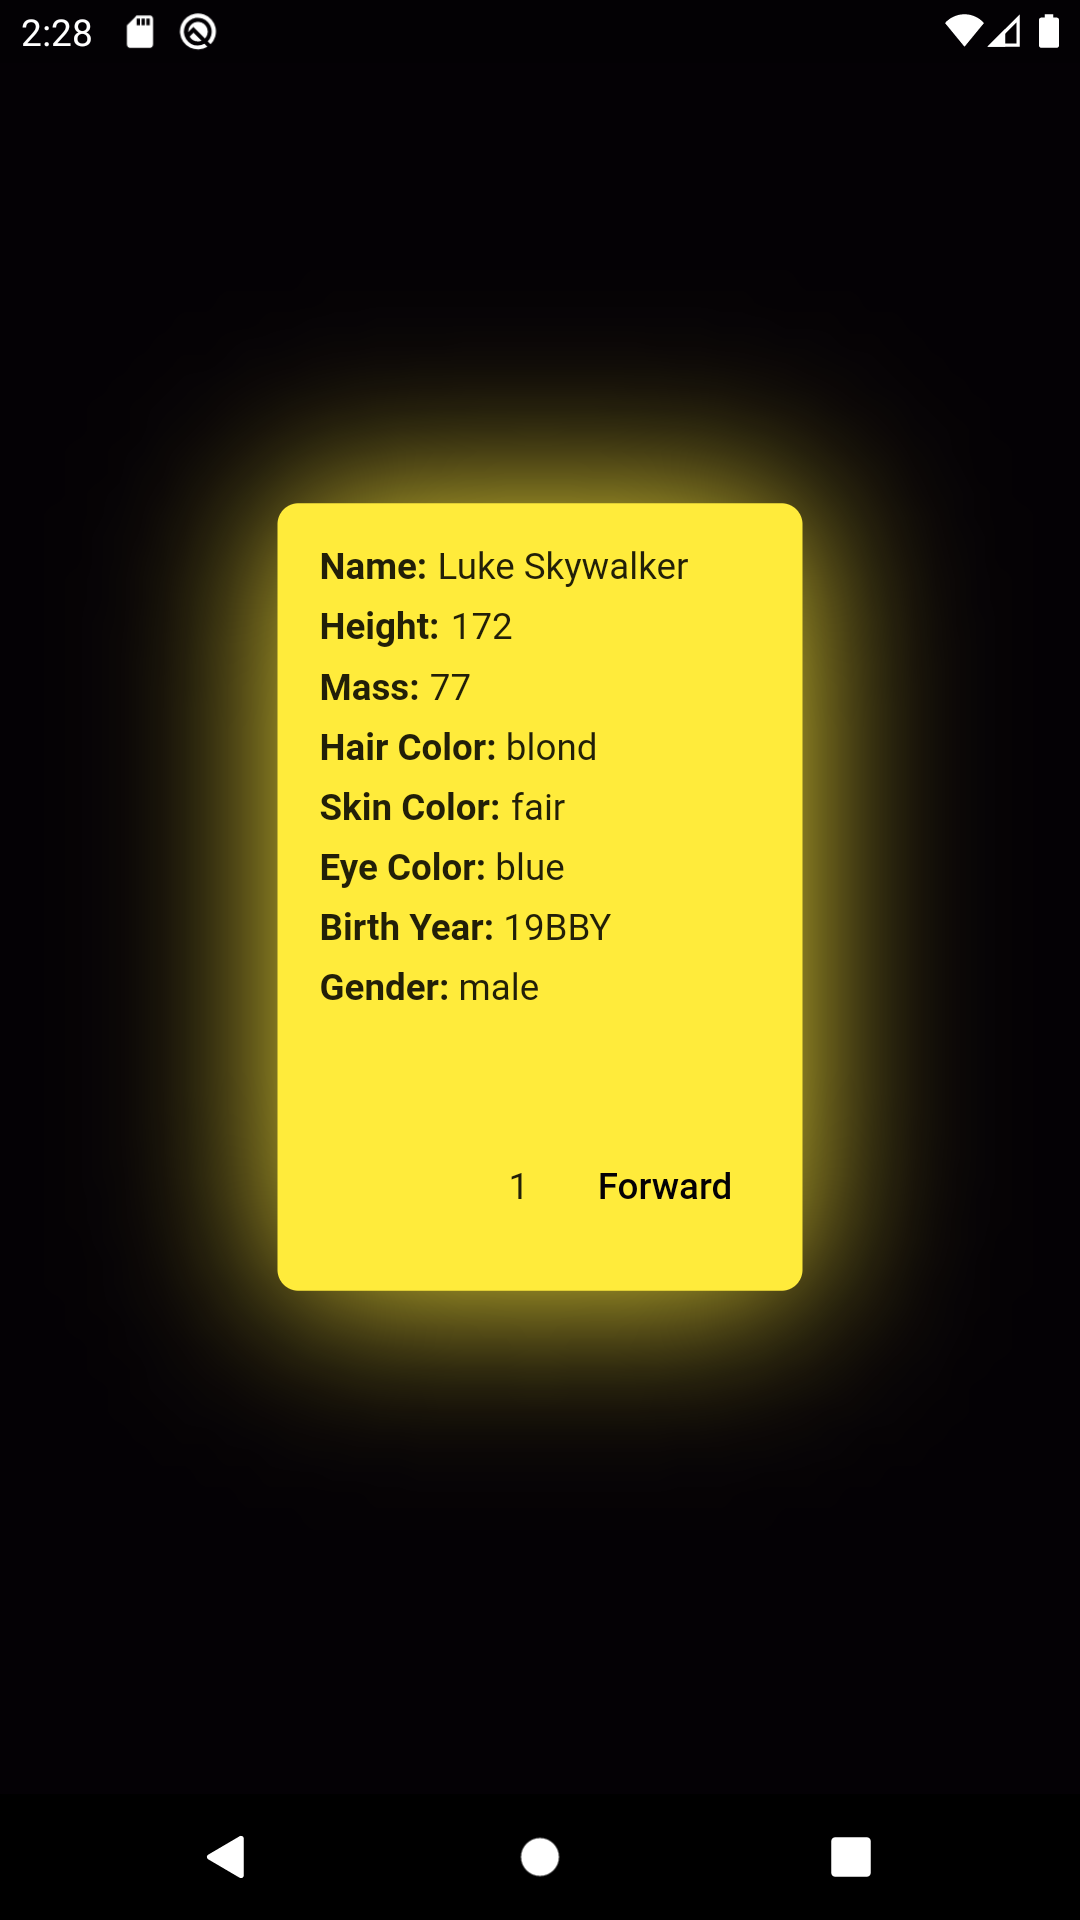 2:28
Name: Luke Skywalker
Height: 172
Mass: 77
Hair Color: blond
Skin Color: fair
Eye Color: blue
Birth Year: 19BBY
Gender: male
1 Forward